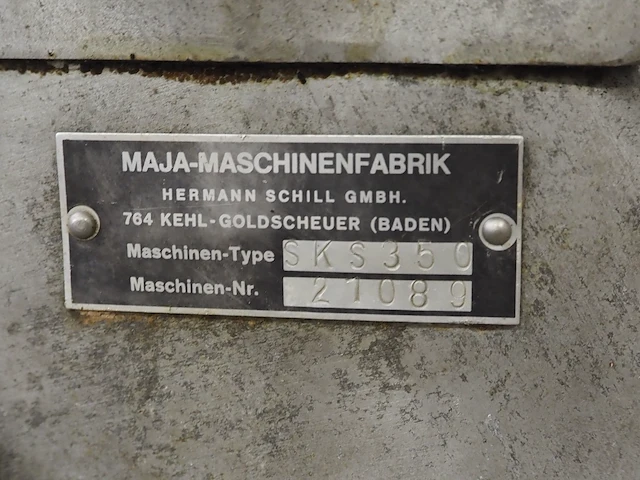 MAJA-MASCHINENFABRIK
HERMANN SCHILL GMBH.
764 KEHL-GOLDSCHEUER (BADEN)
Maschinen-Type SKS350
Maschinen-Nr. 21089